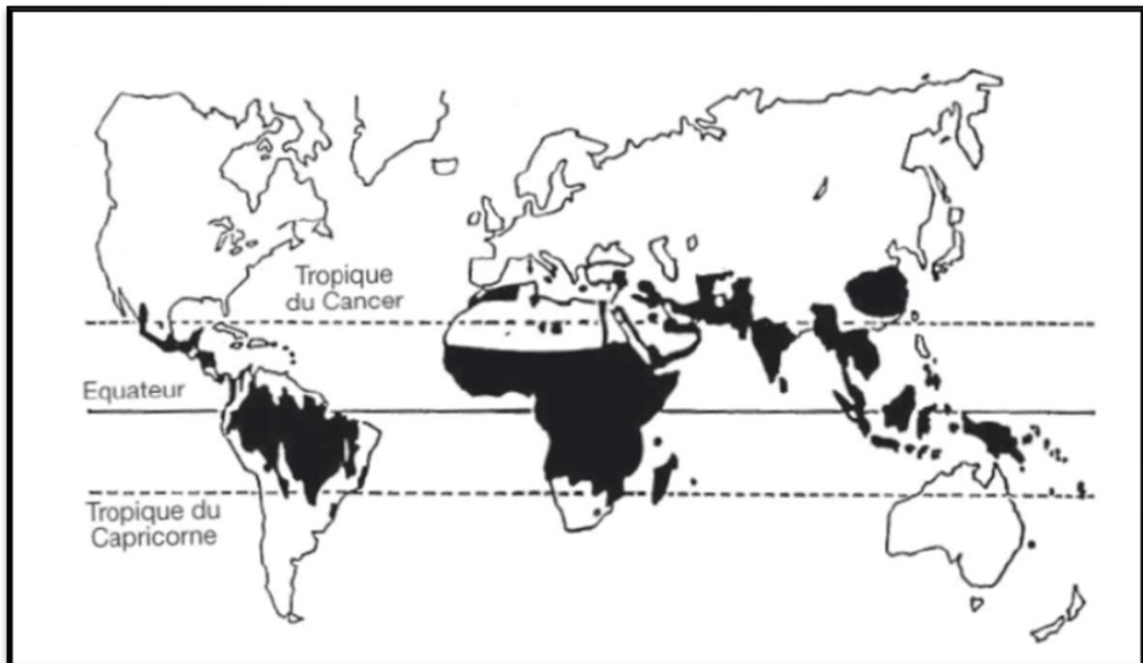 Tropique
du Cancer
Equateur
Tropique du
Capricorne